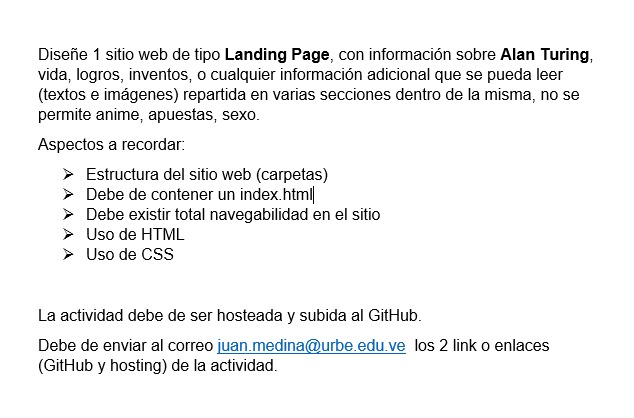 Diseñe 1 sitio web de tipo Landing Page, con información sobre Alan Turing,
vida, logros, inventos, o cualquier información adicional que se pueda leer
(textos e imágenes) repartida en varias secciones dentro de la misma, no se
permite anime, apuestas, sexo.
Aspectos a recordar:
➢ Estructura del sitio web (carpetas)
➢ Debe de contener un index.html
➢ Debe existir total navegabilidad en el sitio
➢ Uso de HTML
➢ Uso de CSS
La actividad debe de ser hosteada y subida al GitHub.
Debe de enviar al correo juan.medina@urbe.edu.ve los 2 link o enlaces
(GitHub y hosting) de la actividad.